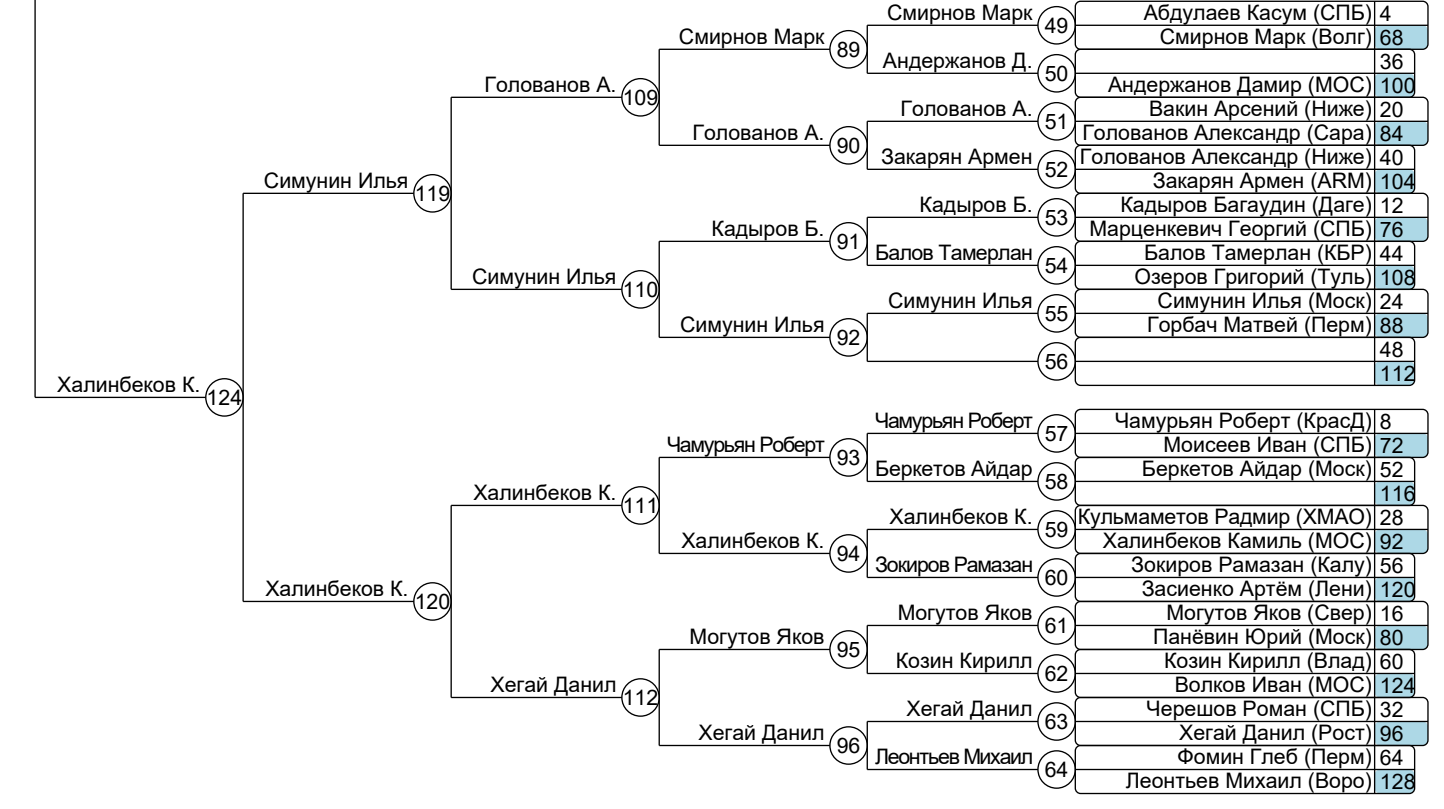 Абдулаев Касум (СПБ) 4
Смирнов Марк (Волг) 68
36
Андержанов Дамир (МОС) 100
Вакин Арсений (Ниже) 20
Голованов Александр (Сара) 84
Голованов Александр (Ниже) 40
Закарян Армен (ARM) 104
Кадыров Багаудин (Даге) 12
Марценкевич Георгий (СПБ) 76
Балов Тамерлан (КБР) 44
Озеров Григорий (Туль) 108
Симунин Илья (Моск) 24
Горбач Матвей (Перм) 88
48
112
Чамурьян Роберт (КрасД) 8
Моисеев Иван (СПБ) 72
Беркетов Айдар (Моск) 52
116
Кульмаметов Радмир (ХМАО) 28
Халинбеков Камиль (МОС) 92
Зокиров Рамазан (Калу) 56
Засиенко Артём (Лени) 120
Могутов Яков (Свер) 16
Панёвин Юрий (Моск) 80
Козин Кирилл (Влад) 60
Волков Иван (МОС) 124
Черешов Роман (СПБ) 32
Хегай Данил (Рост) 96
Фомин Глеб (Перм) 64
Леонтьев Михаил (Воро) 128
Смирнов Марк 49
Андержанов Д. 50
Голованов А. 51
Закарян Армен 52
Кадыров Б. 53
Балов Тамерлан 54
Симунин Илья 55
56
Чамурьян Роберт 57
Беркетов Айдар 58
Халинбеков К. 59
Зокиров Рамазан 60
Могутов Яков 61
Козин Кирилл 62
Хегай Данил 63
Леонтьев Михаил 64
Смирнов Марк 89
Голованов А. 90
Кадыров Б. 91
Симунин Илья 92
Чамурьян Роберт 93
Халинбеков К. 94
Могутов Яков 95
Хегай Данил 96
Голованов А. 109
Симунин Илья 110
Халинбеков К. 111
Хегай Данил 112
Симунин Илья 119
Халинбеков К. 120
Халинбеков К. 124